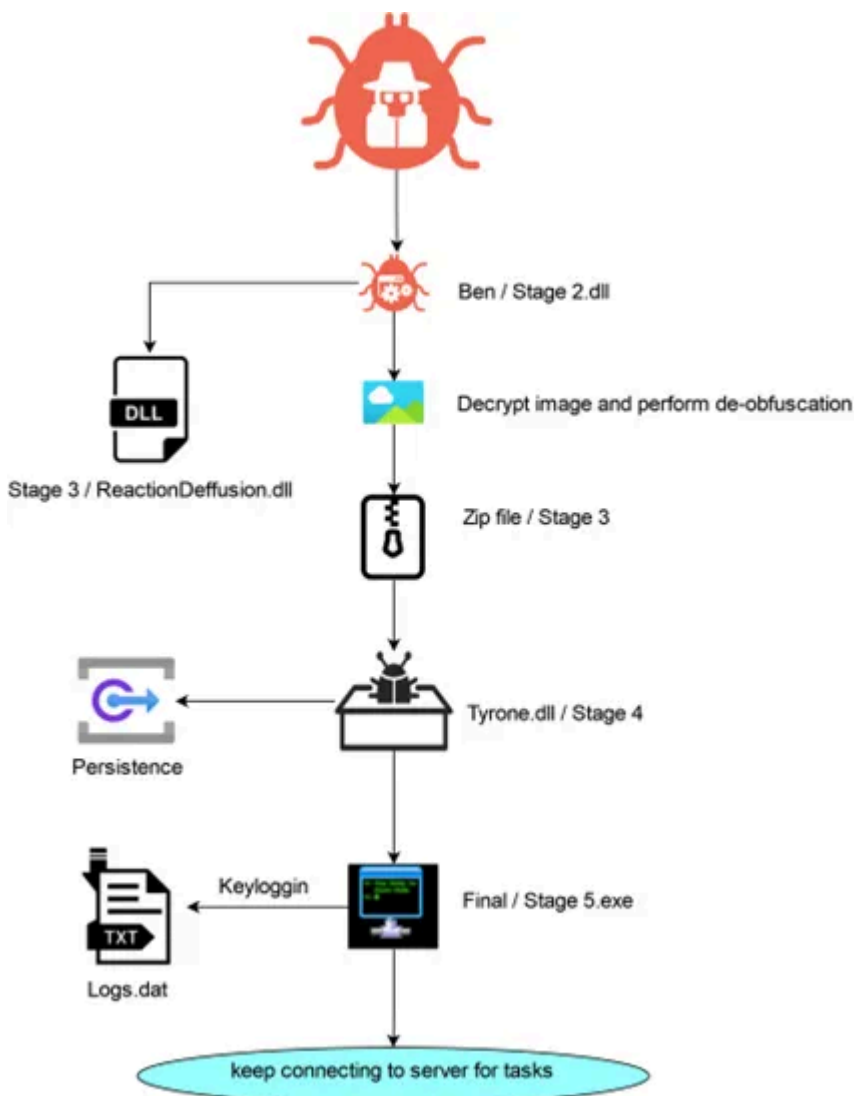 Ben / Stage 2.dll
DLL
Decrypt image and perform de-obfuscation
Stage 3 / ReactionDeffusion.dll
Zip file / Stage 3
Tyrone.dll / Stage 4
Persistence
Keyloggin
Final / Stage 5.exe
TXT
Logs.dat
keep connecting to server for tasks